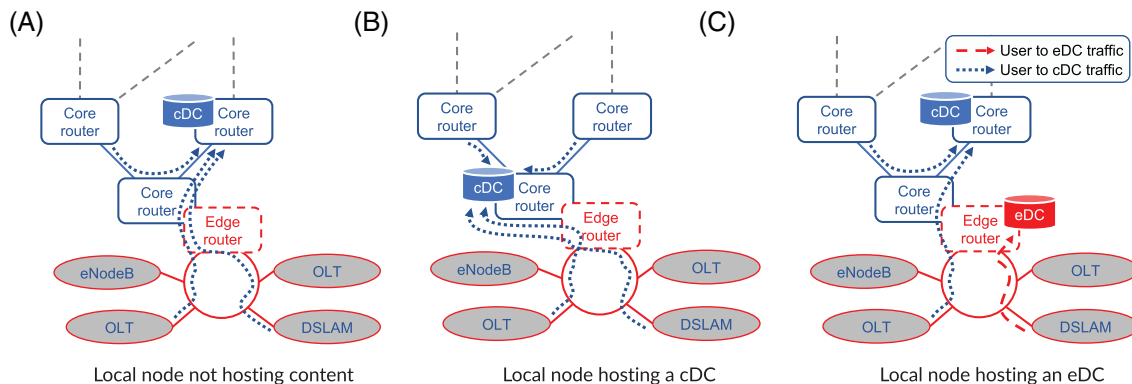 (A)
Core
router
cDC
Core
router
Core
router
Edge
router
eNodeB
OLT
OLT
DSLAM
Local node not hosting content
(B)
Core
router
Core
router
cDC
Core
router
Edge
router
eNodeB
OLT
OLT
DSLAM
Local node hosting a cDC
(C)
User to eDC traffic
User to cDC traffic
Core
router
cDC
Core
router
Core
router
Edge
router
eDC
eNodeB
OLT
OLT
DSLAM
Local node hosting an eDC